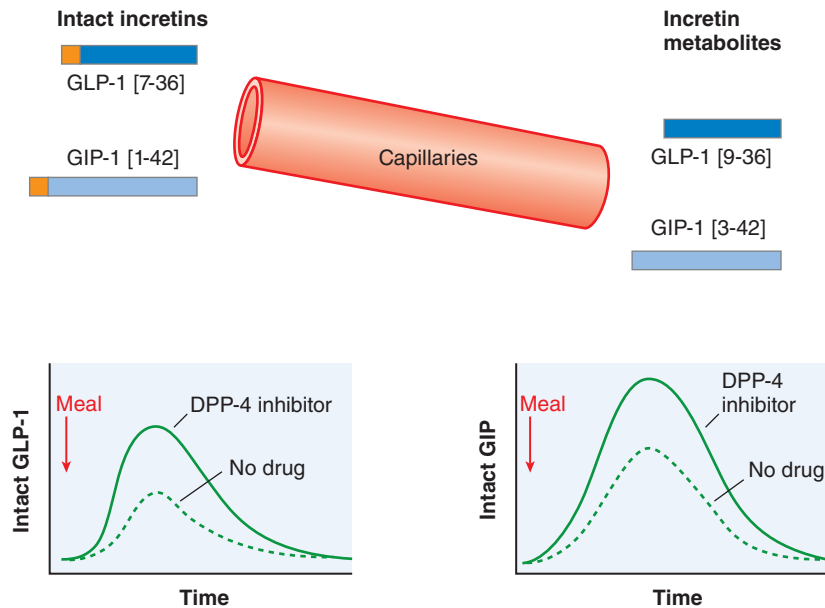 Intact incretins
GLP-1 [7-36]
GIP-1 [1-42]
Capillaries
Incretin
metabolites
GLP-1 [9-36]
GIP-1 [3-42]
Intact GLP-1
Meal
DPP-4 inhibitor
No drug
Time
Intact GIP
Meal
DPP-4
inhibitor
No drug
Time